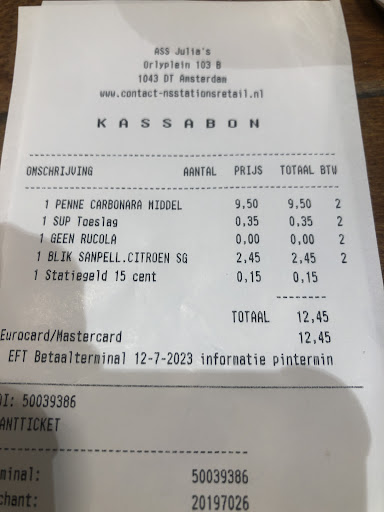 ASS Julia's
Orlyplein 103 B
1043 DT Amsterdam
www.contact-nsstationsretail.nl
KASSABON
OMSCHRIJVING AANTAL PRIJS TOTAAL BTW
1 PENNE CARBONARA MIDDEL 9,50 9,50 2
1 SUP Toeslag 0,35 0,35 2
1 GEEN RUCOLA 0,00 0,00 2
1 BLIK SANPELL.CITROEN SG 2,45 2,45 2
1 Statiegeld 15 cent 0,15 0,15
TOTAAL 12,45
Eurocard/Mastercard 12,45
EFT Betaalterminal 12-7-2023 informatie pintermin
OI: 50039386
ANTTICKET
minal: 50039386
chant: 20197026